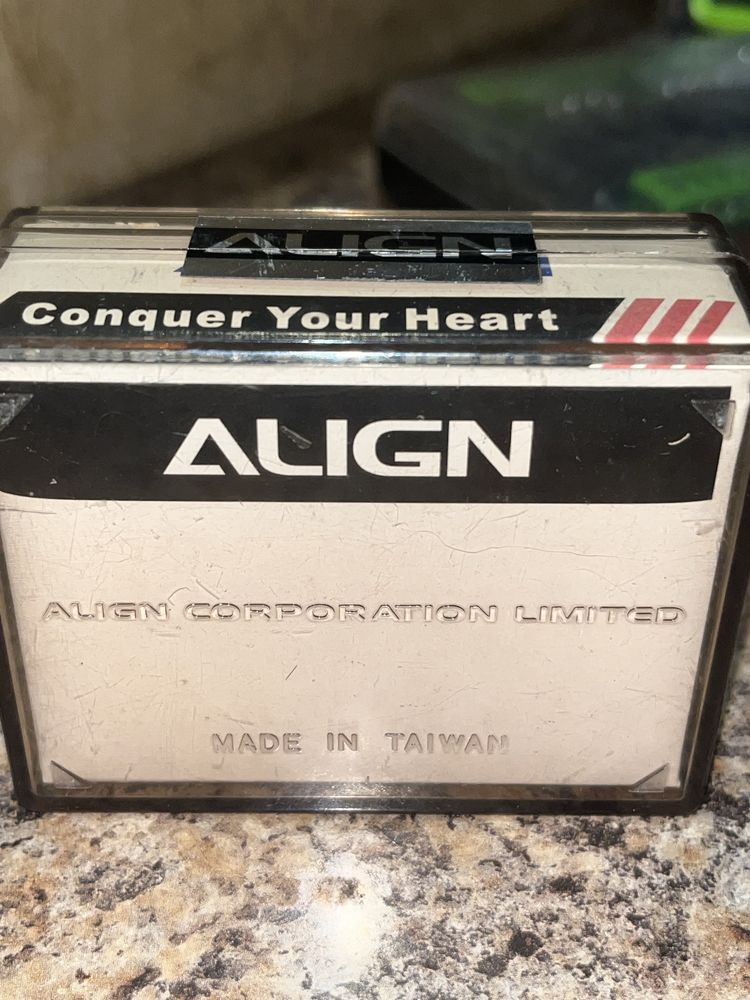 ALIGN
Conquer Your Heart
ALIGN
ALIGN CORPORATION LIMITED
MADE IN TAIWAN